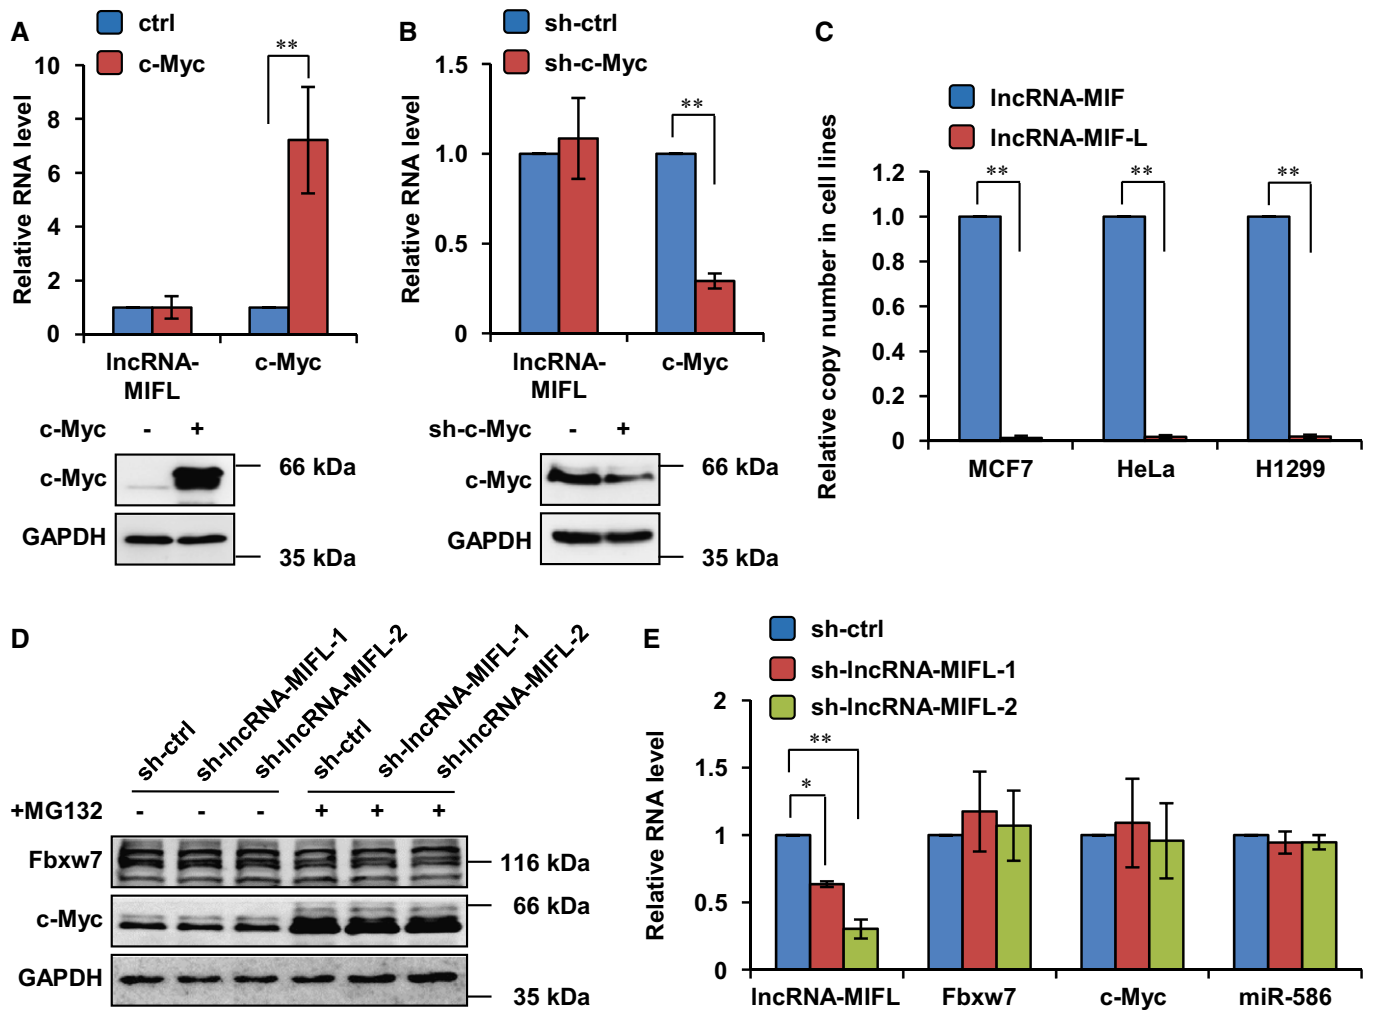 A
ctrl
c-Myc
Relative RNA level
10
8
6
4
2
0
**
lncRNA-
MIFL
c-Myc
c-Myc - +
c-Myc
66 kDa
GAPDH
35 kDa
B
sh-ctrl
sh-c-Myc
Relative RNA level
1.5
1.0
0.5
0
**
lncRNA-
MIFL
c-Myc
sh-c-Myc - +
c-Myc
66 kDa
GAPDH
35 kDa
C
lncRNA-MIF
lncRNA-MIF-L
Relative copy number in cell lines
1.2
1.0
0.8
0.6
0.4
0.2
0
** ** **
MCF7 HeLa H1299
D
sh-ctrl
sh-lncRNA-MIFL-1
sh-lncRNA-MIFL-2
sh-ctrl
sh-lncRNA-MIFL-1
sh-lncRNA-MIFL-2
+MG132 - - - + + +
Fbxw7
116 kDa
c-Myc
66 kDa
GAPDH
35 kDa
E
sh-ctrl
sh-lncRNA-MIFL-1
sh-lncRNA-MIFL-2
Relative RNA level
2
1.5
1
0.5
0
**
*
lncRNA-MIFL Fbxw7 c-Myc miR-586